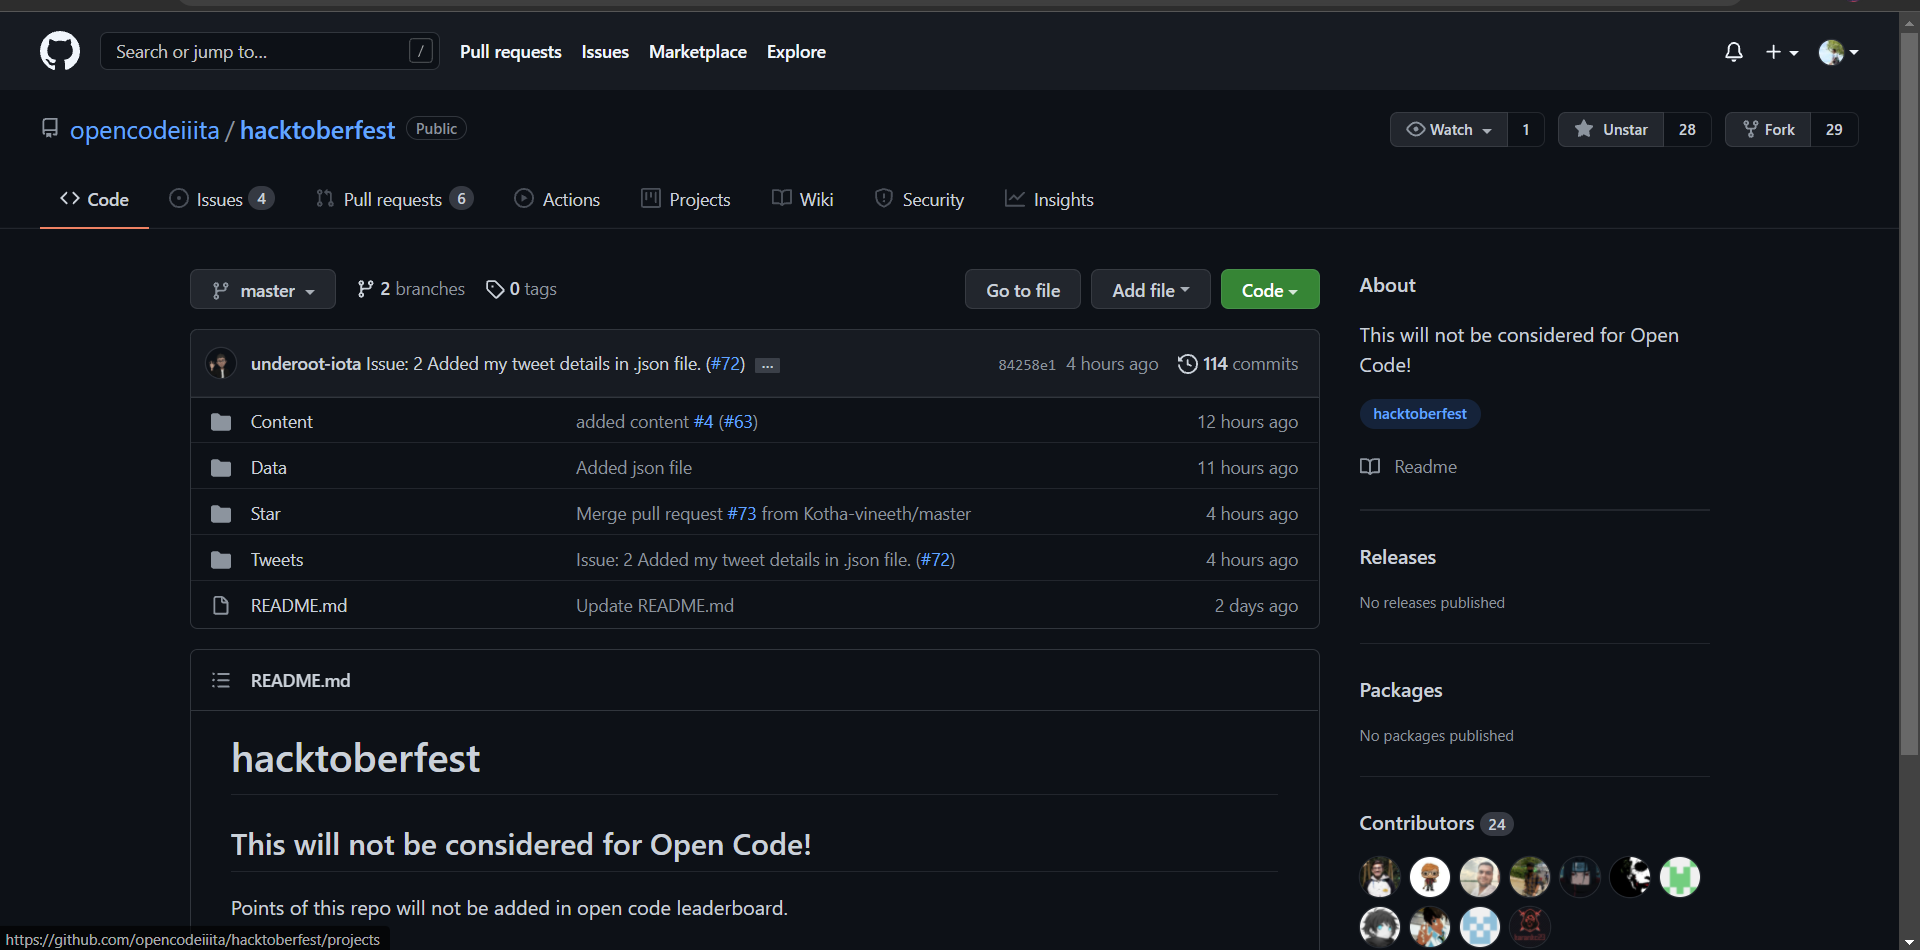 Search or jump to... /
Pull requests Issues Marketplace Explore
opencodeiiita / hacktoberfest Public
Watch 1 Unstar 28 Fork 29
Code Issues 4 Pull requests 6 Actions Projects Wiki Security Insights
master 2 branches 0 tags Go to file Add file Code
underoot-iota Issue: 2 Added my tweet details in .json file. (#72) ... 84258e1 4 hours ago 114 commits
Content added content #4 (#63) 12 hours ago
Data Added json file 11 hours ago
Star Merge pull request #73 from Kotha-vineeth/master 4 hours ago
Tweets Issue: 2 Added my tweet details in .json file. (#72) 4 hours ago
README.md Update README.md 2 days ago
README.md
hacktoberfest
This will not be considered for Open Code!
Points of this repo will not be added in open code leaderboard.
About
This will not be considered for Open
Code!
hacktoberfest
Readme
Releases
No releases published
Packages
No packages published
Contributors 24
https://github.com/opencodeiiita/hacktoberfest/projects